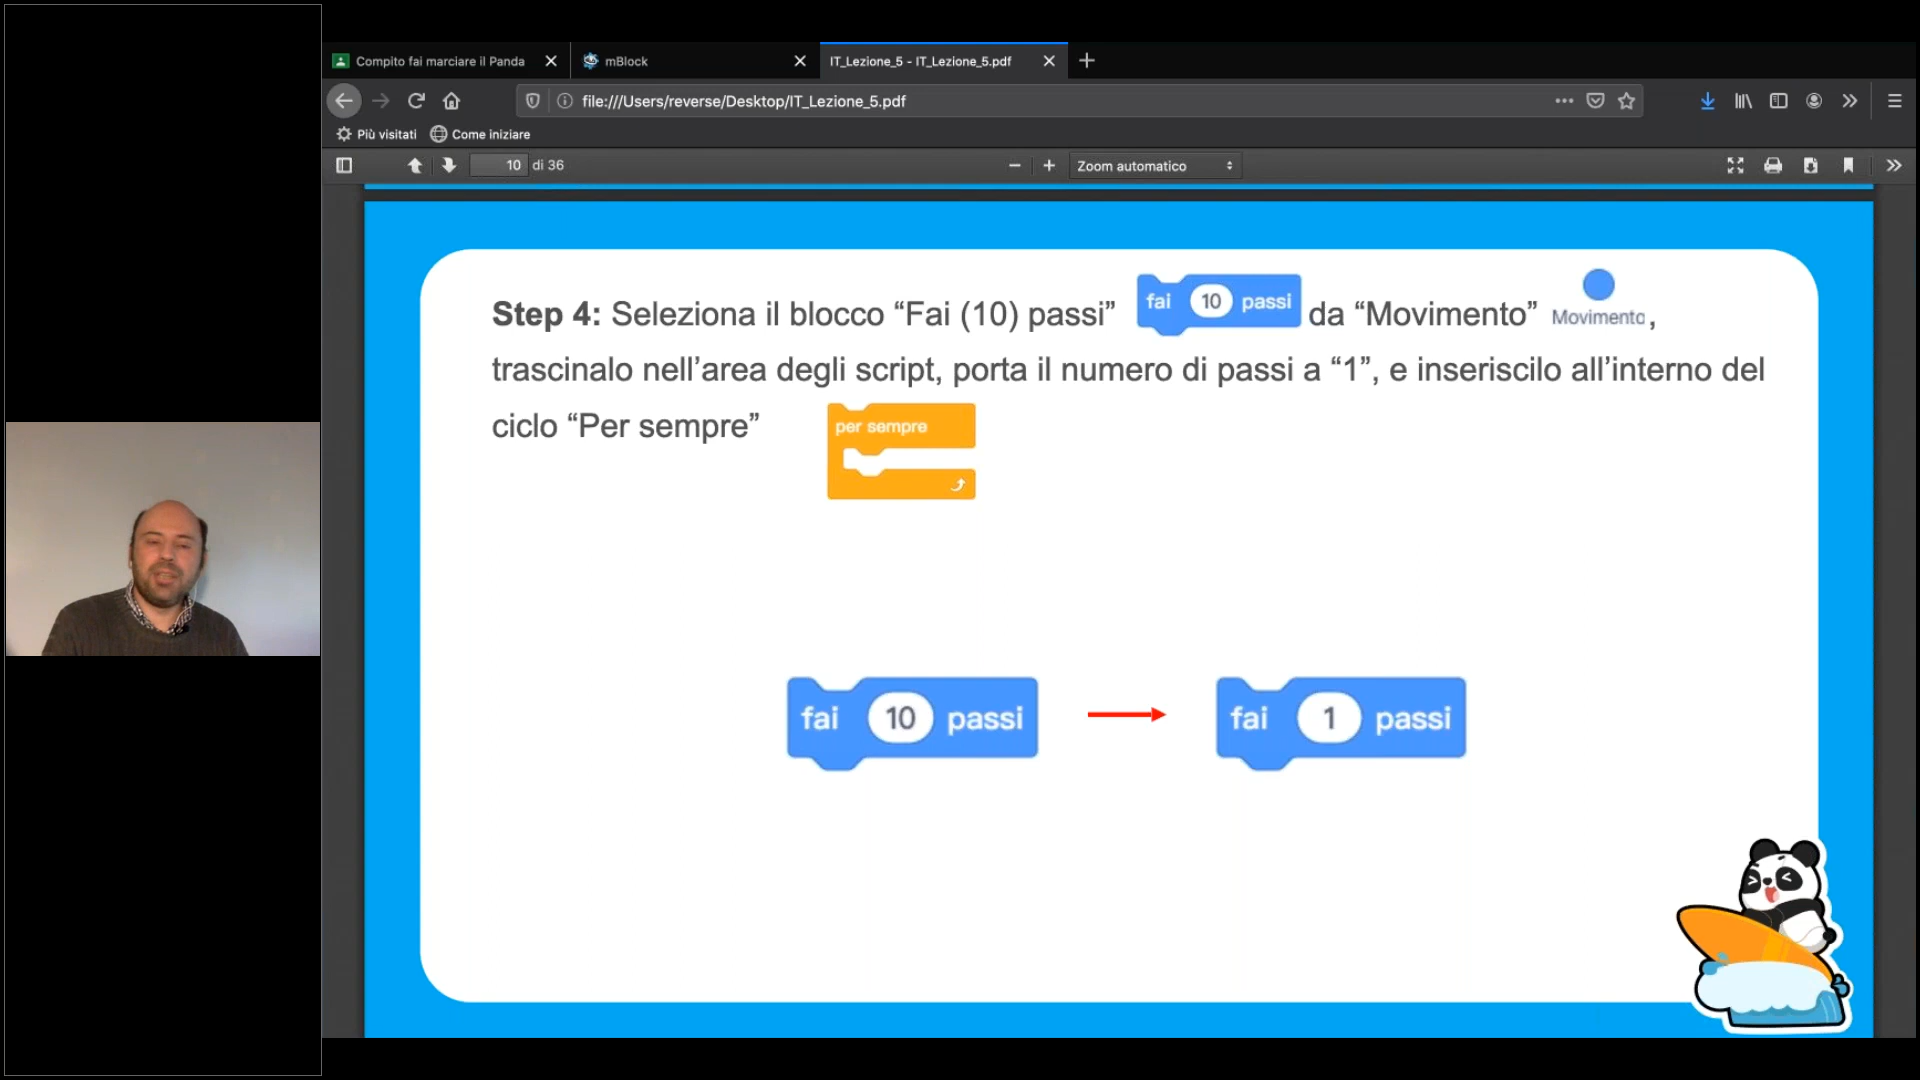 Compito fai marciare il Panda
mBlock
IT_Lezione_5 - IT_Lezione_5.pdf
file:///Users/reverse/Desktop/IT_Lezione_5.pdf
Più visitati
Come iniziare
10 di 36
Zoom automatico
Step 4: Seleziona il blocco “Fai (10) passi” fai 10 passi da “Movimento” Movimento ,
trascinalo nell’area degli script, porta il numero di passi a “1”, e inseriscilo all’interno del
ciclo “Per sempre” per sempre
fai 10 passi
fai 1 passi